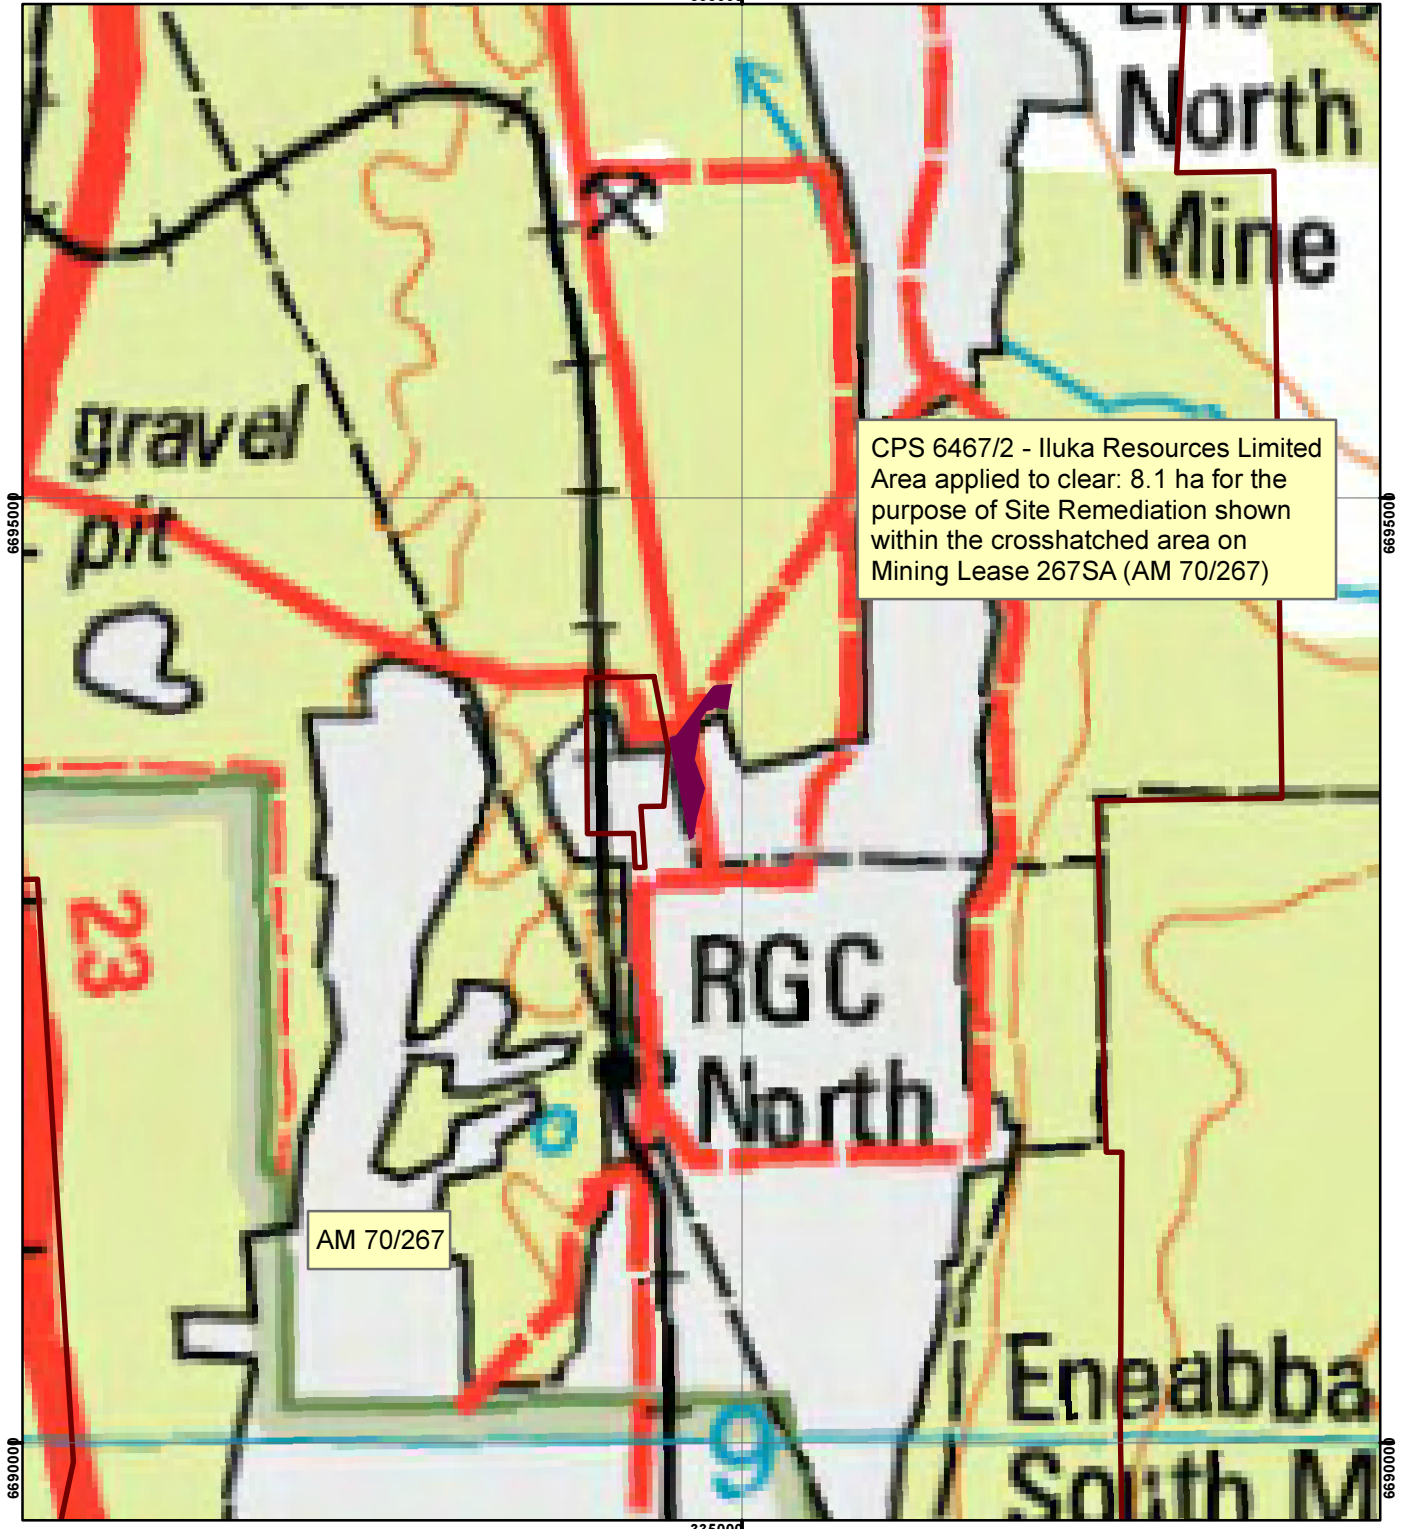 North
Mine
gravel
pit
CPS 6467/2 - Iluka Resources Limited
Area applied to clear: 8.1 ha for the
purpose of Site Remediation shown
within the crosshatched area on
Mining Lease 267SA (AM 70/267)
6695000
6695000
23
RGC
North
AM 70/267
Eneabba
South M
9
6690000
6690000